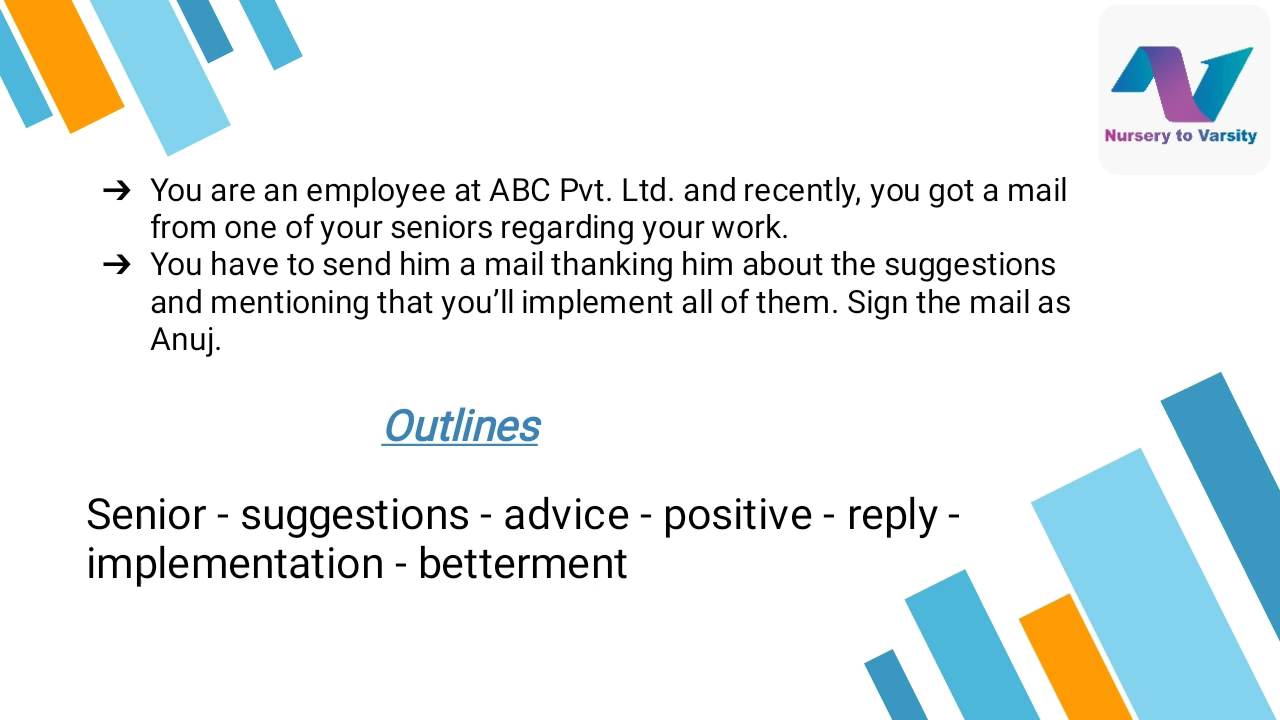 Nursery to Varsity
➔ You are an employee at ABC Pvt. Ltd. and recently, you got a mail
from one of your seniors regarding your work.
➔ You have to send him a mail thanking him about the suggestions
and mentioning that you’ll implement all of them. Sign the mail as
Anuj.
Outlines
Senior - suggestions - advice - positive - reply -
implementation - betterment